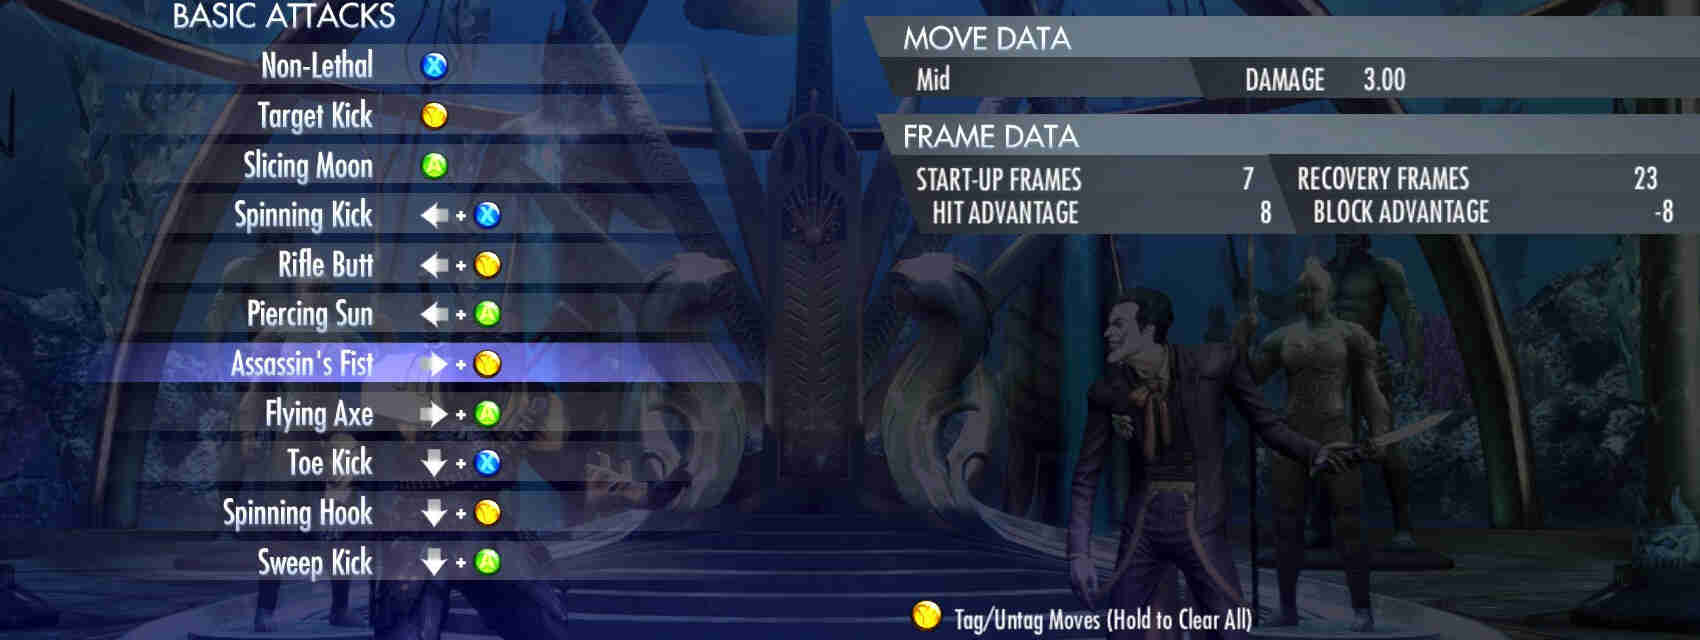 BASIC ATTACKS
Non-Lethal X
Target Kick Y
Slicing Moon A
Spinning Kick + X
Rifle Butt + Y
Piercing Sun + A
Assassin's Fist + Y
Flying Axe + A
Toe Kick + X
Spinning Hook + Y
Sweep Kick + A
MOVE DATA
Mid DAMAGE 3.00
FRAME DATA
START-UP FRAMES 7 RECOVERY FRAMES 23
HIT ADVANTAGE 8 BLOCK ADVANTAGE -8
Y Tag/Untag Moves (Hold to Clear All)